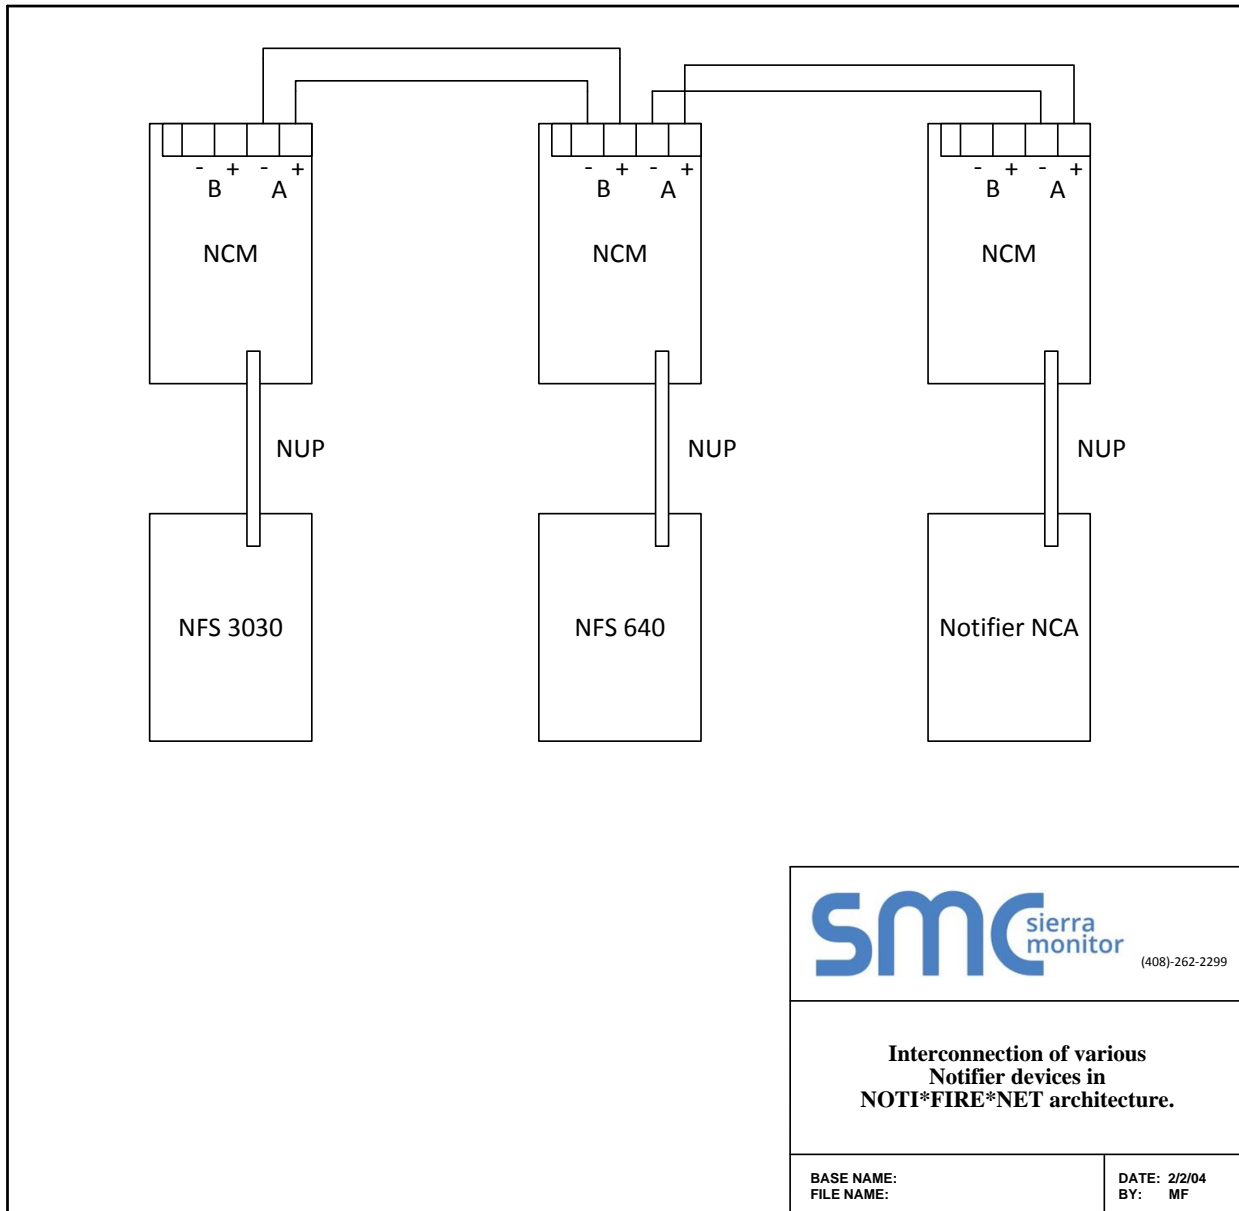 - + - +
B A
NCM
- + - +
B A
NCM
- + - +
B A
NCM
NUP
NUP
NUP
NFS 3030
NFS 640
Notifier NCA
smc sierra
monitor
(408)-262-2299
Interconnection of various
Notifier devices in
NOTI*FIRE*NET architecture.
BASE NAME:
FILE NAME:
DATE: 2/2/04
BY: MF